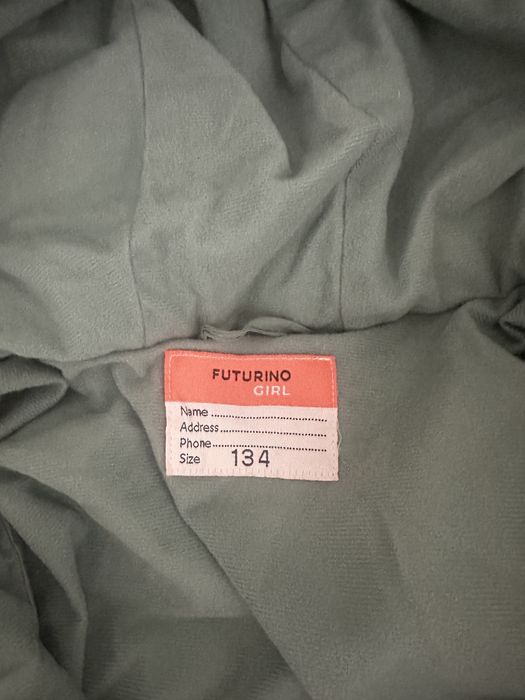 FUTURINO
GIRL
Name ........................
Address ........................
Phone ........................
Size 134